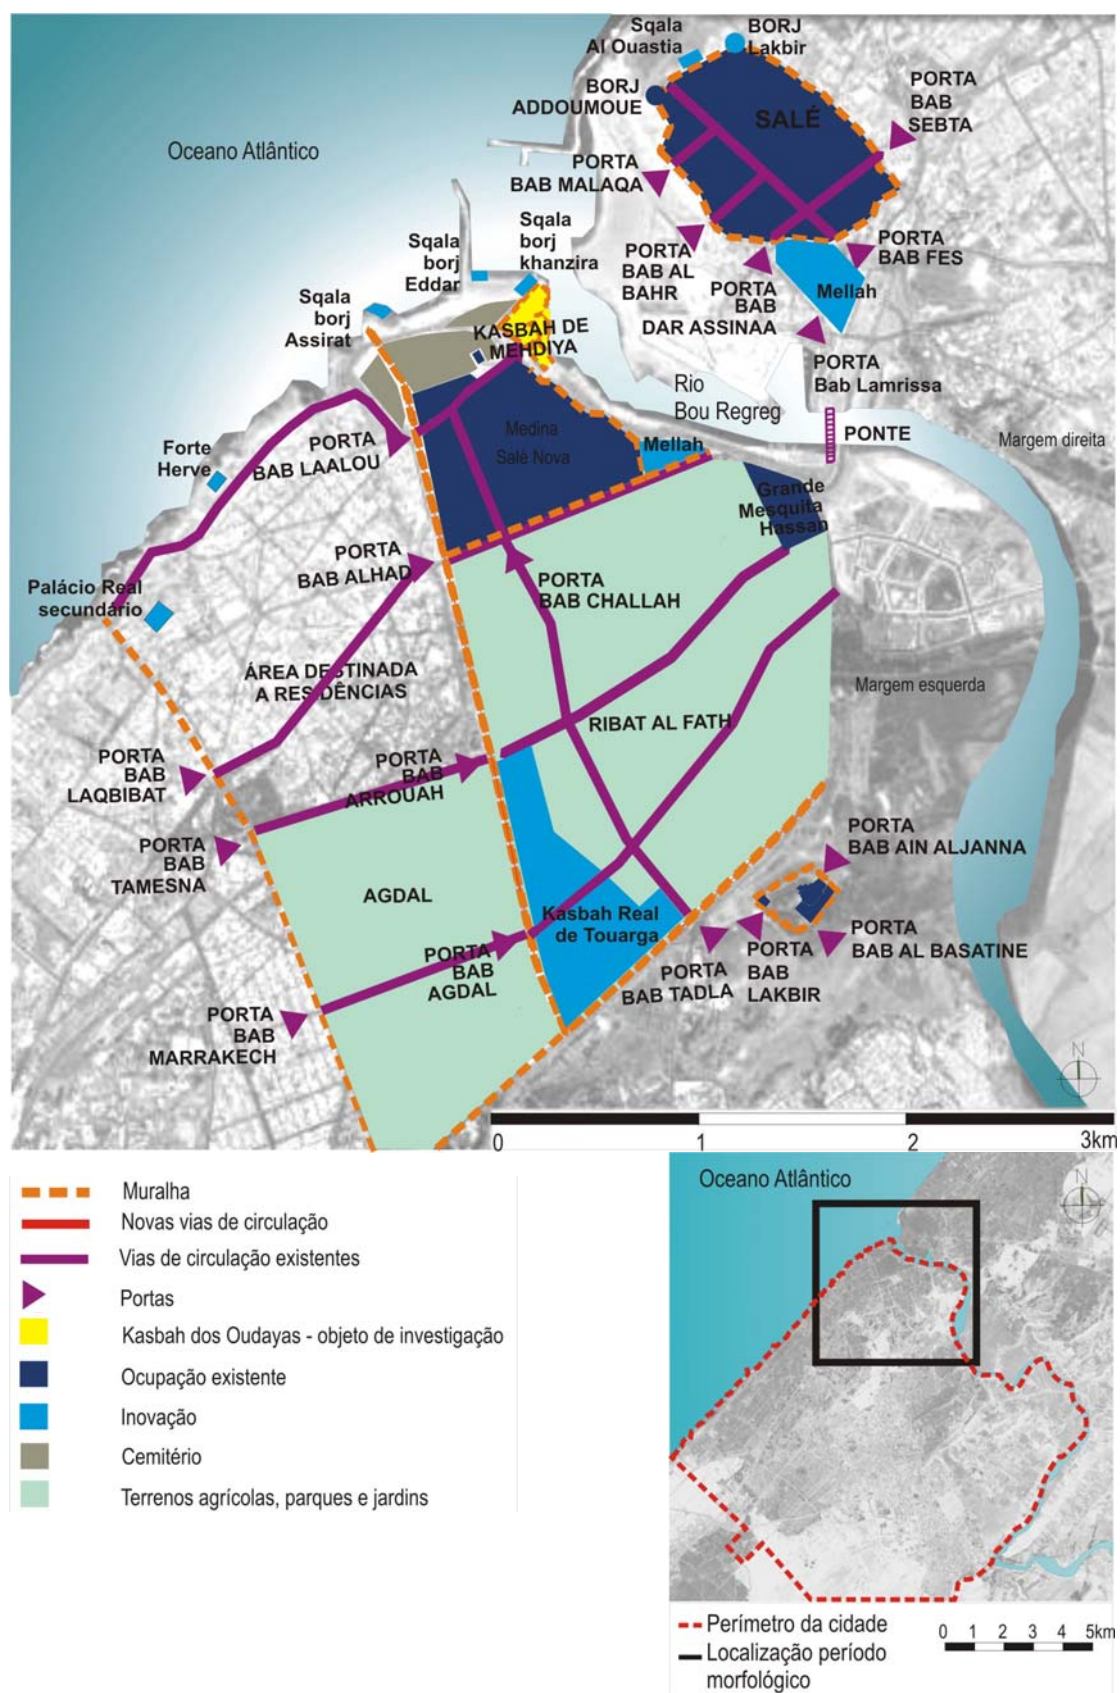 Sqala
Al Ouastia
BORJ
Lakbir
BORJ
ADDOUMOUE
SALÉ
PORTA
BAB
SEBTA
Oceano Atlântico
PORTA
BAB MALAQA
Sqala
borj
khanzira
Sqala
borj
Eddar
PORTA
BAB AL
BAHR
PORTA
BAB
DAR ASSINAA
PORTA
BAB FES
Mellah
Sqala
borj
Assirat
KASBAH DE
MEHDIYA
PORTA
Bab Lamrissa
Rio
Bou Regreg
PONTE
Margem direita
Medina
Salé Nova
Mellah
Forte
Herve
PORTA
BAB LAALOU
Grande
Mesquita
Hassan
PORTA
BAB ALHAD
PORTA
BAB CHALLAH
Palácio Real
secundário
ÁREA DESTINADA
A RESIDÊNCIAS
Margem esquerda
RIBAT AL FATH
PORTA
BAB
LAQBIBAT
PORTA
BAB
ARROUAH
PORTA
BAB
TAMESNA
PORTA
BAB AIN ALJANNA
AGDAL
Kasbah Real
de Touarga
PORTA
BAB
AGDAL
PORTA
BAB TADLA
PORTA
BAB
LAKBIR
PORTA
BAB AL BASATINE
PORTA
BAB
MARRAKECH
N
0 1 2 3km
Muralha
Novas vias de circulação
Vias de circulação existentes
Portas
Kasbah dos Oudayas - objeto de investigação
Ocupação existente
Inovação
Cemitério
Terrenos agrícolas, parques e jardins
Oceano Atlântico
N
Perímetro da cidade
Localização período
morfológico
0 1 2 3 4 5km